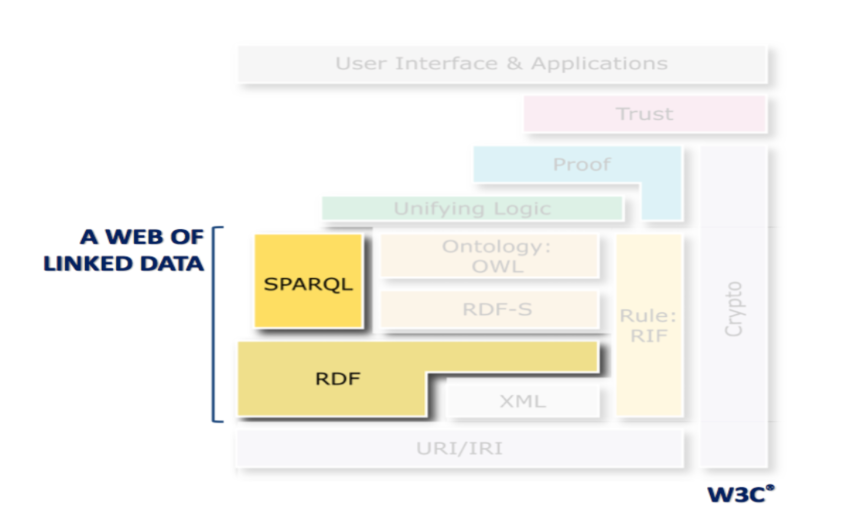 User Interface & Applications
Trust
Proof
Unifying Logic
A WEB OF
LINKED DATA
SPARQL
Ontology:
OWL
RDF-S
Rule:
RIF
Crypto
RDF
XML
URI/IRI
W3C®